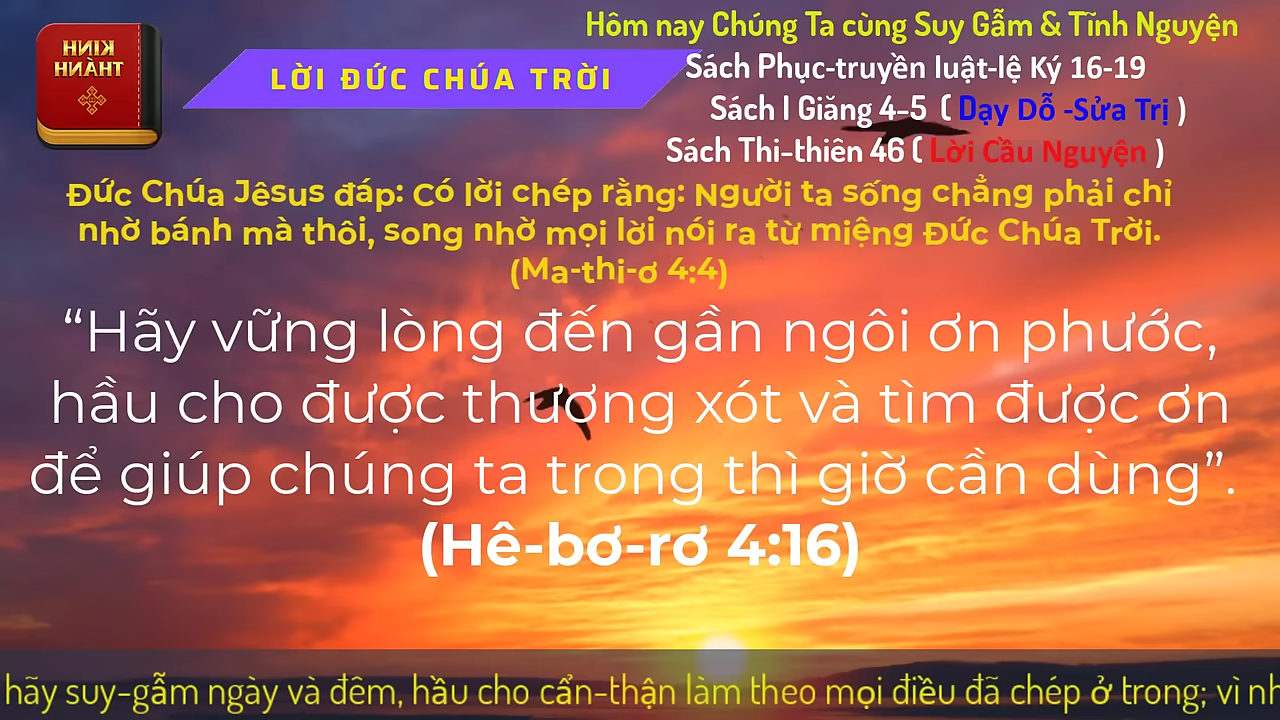 KINH
THÀNH
LỜI ĐỨC CHÚA TRỜI
Hôm nay Chúng Ta cùng Suy Gẫm & Tĩnh Nguyện
Sách Phục-truyền luật-lệ Ký 16-19
Sách I Giăng 4-5 ( Dạy Dỗ -Sửa Trị )
Sách Thi-thiên 46 ( Lời Cầu Nguyện )
Đức Chúa Jêsus đáp: Có lời chép rằng: Người ta sống chẳng phải chỉ
nhờ bánh mà thôi, song nhờ mọi lời nói ra từ miệng Đức Chúa Trời.
(Ma-thi-ơ 4:4)
“Hãy vững lòng đến gần ngôi ơn phước,
hầu cho được thương xót và tìm được ơn
để giúp chúng ta trong thì giờ cần dùng”.
(Hê-bơ-rơ 4:16)
hãy suy-gẫm ngày và đêm, hầu cho cẩn-thận làm theo mọi điều đã chép ở trong; vì nh